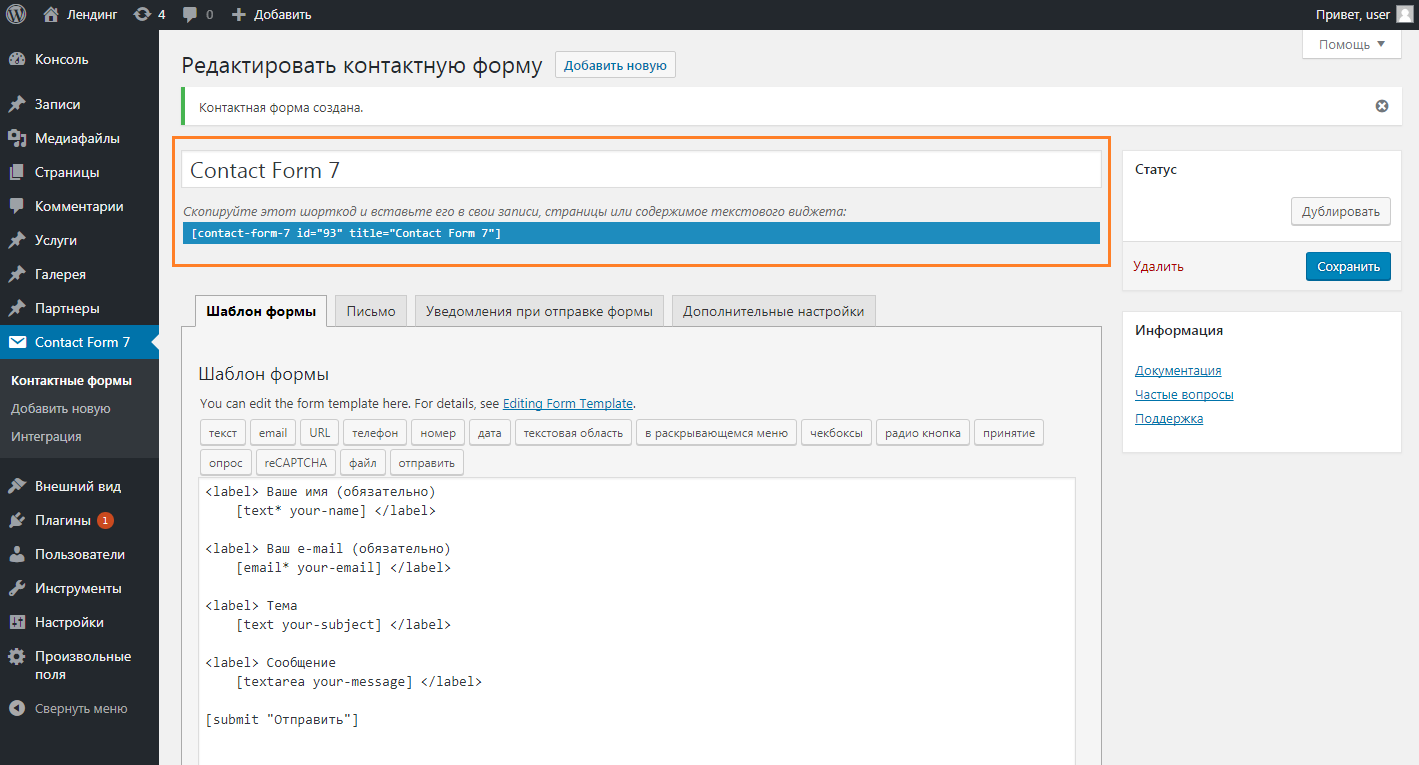 Лендинг 4 0 Добавить Привет, user
Консоль
Записи
Медиафайлы
Страницы
Комментарии
Услуги
Галерея
Партнеры
Contact Form 7
Контактные формы
Добавить новую
Интеграция
Внешний вид
Плагины 1
Пользователи
Инструменты
Настройки
Произвольные
поля
Свернуть меню
Помощь
Редактировать контактную форму Добавить новую
Контактная форма создана.
Contact Form 7
Скопируйте этот шорткод и вставьте его в свои записи, страницы или содержимое текстового виджета:
[contact-form-7 id="93" title="Contact Form 7"]
Шаблон формы Письмо Уведомления при отправке формы Дополнительные настройки
Шаблон формы
You can edit the form template here. For details, see Editing Form Template.
текст email URL телефон номер дата текстовая область в раскрывающемся меню чекбоксы радио кнопка принятие
опрос reCAPTCHA файл отправить
<label> Ваше имя (обязательно)
[text* your-name] </label>
<label> Ваш e-mail (обязательно)
[email* your-email] </label>
<label> Тема
[text your-subject] </label>
<label> Сообщение
[textarea your-message] </label>
[submit "Отправить"]
Статус
Дублировать
Удалить Сохранить
Информация
Документация
Частые вопросы
Поддержка